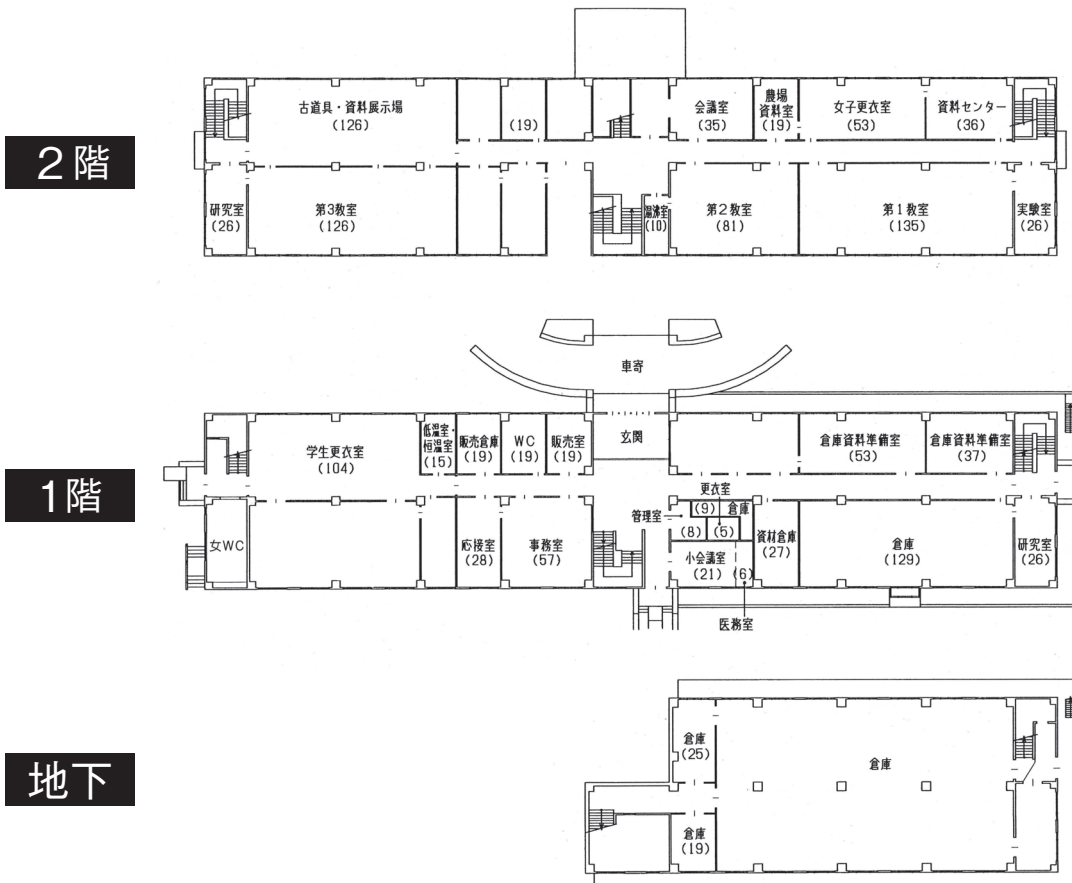 2階
古道具・資料展示場
(126)
(19)
会議室
(35)
農場
資料室
(19)
女子更衣室
(53)
資料センター
(36)
研究室
(26)
第3教室
(126)
湯沸室
(10)
第2教室
(81)
第1教室
(135)
実験室
(26)
1階
車寄
玄関
学生更衣室
(104)
低温室・
恒温室
(15)
販売倉庫
(19)
WC
(19)
販売室
(19)
倉庫資料準備室
(53)
倉庫資料準備室
(37)
女WC
応接室
(28)
事務室
(57)
更衣室
(9)
倉庫
管理室
(8)
(5)
小会議室
(21)
(6)
医務室
資材倉庫
(27)
倉庫
(129)
研究室
(26)
地下
倉庫
(25)
倉庫
倉庫
(19)